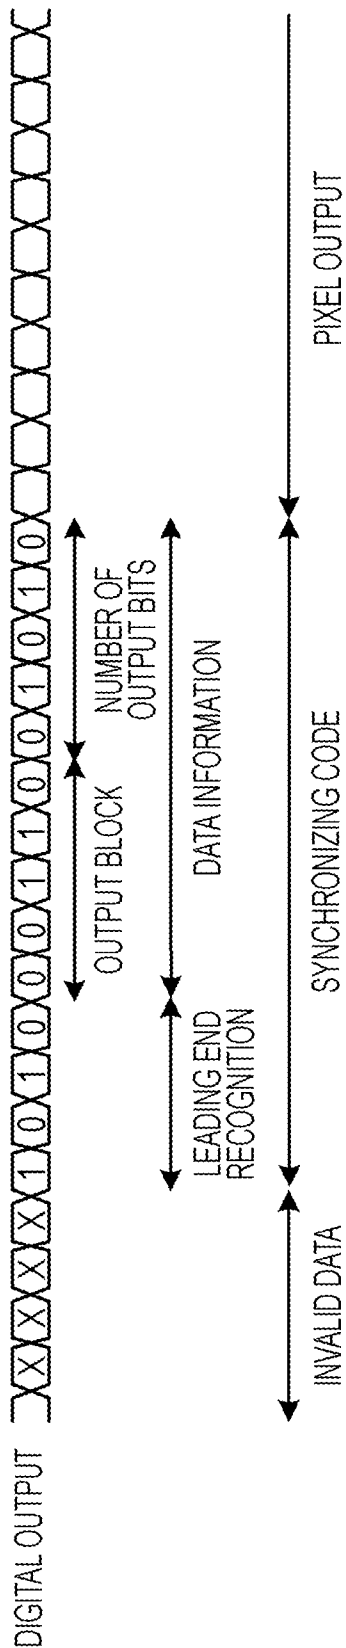 DIGITAL OUTPUT X X X X 1 0 1 0 0 0 1 1 0 0 1 0 1 0
OUTPUT BLOCK
NUMBER OF
OUTPUT BITS
LEADING END
RECOGNITION
DATA INFORMATION
INVALID DATA
SYNCHRONIZING CODE
PIXEL OUTPUT